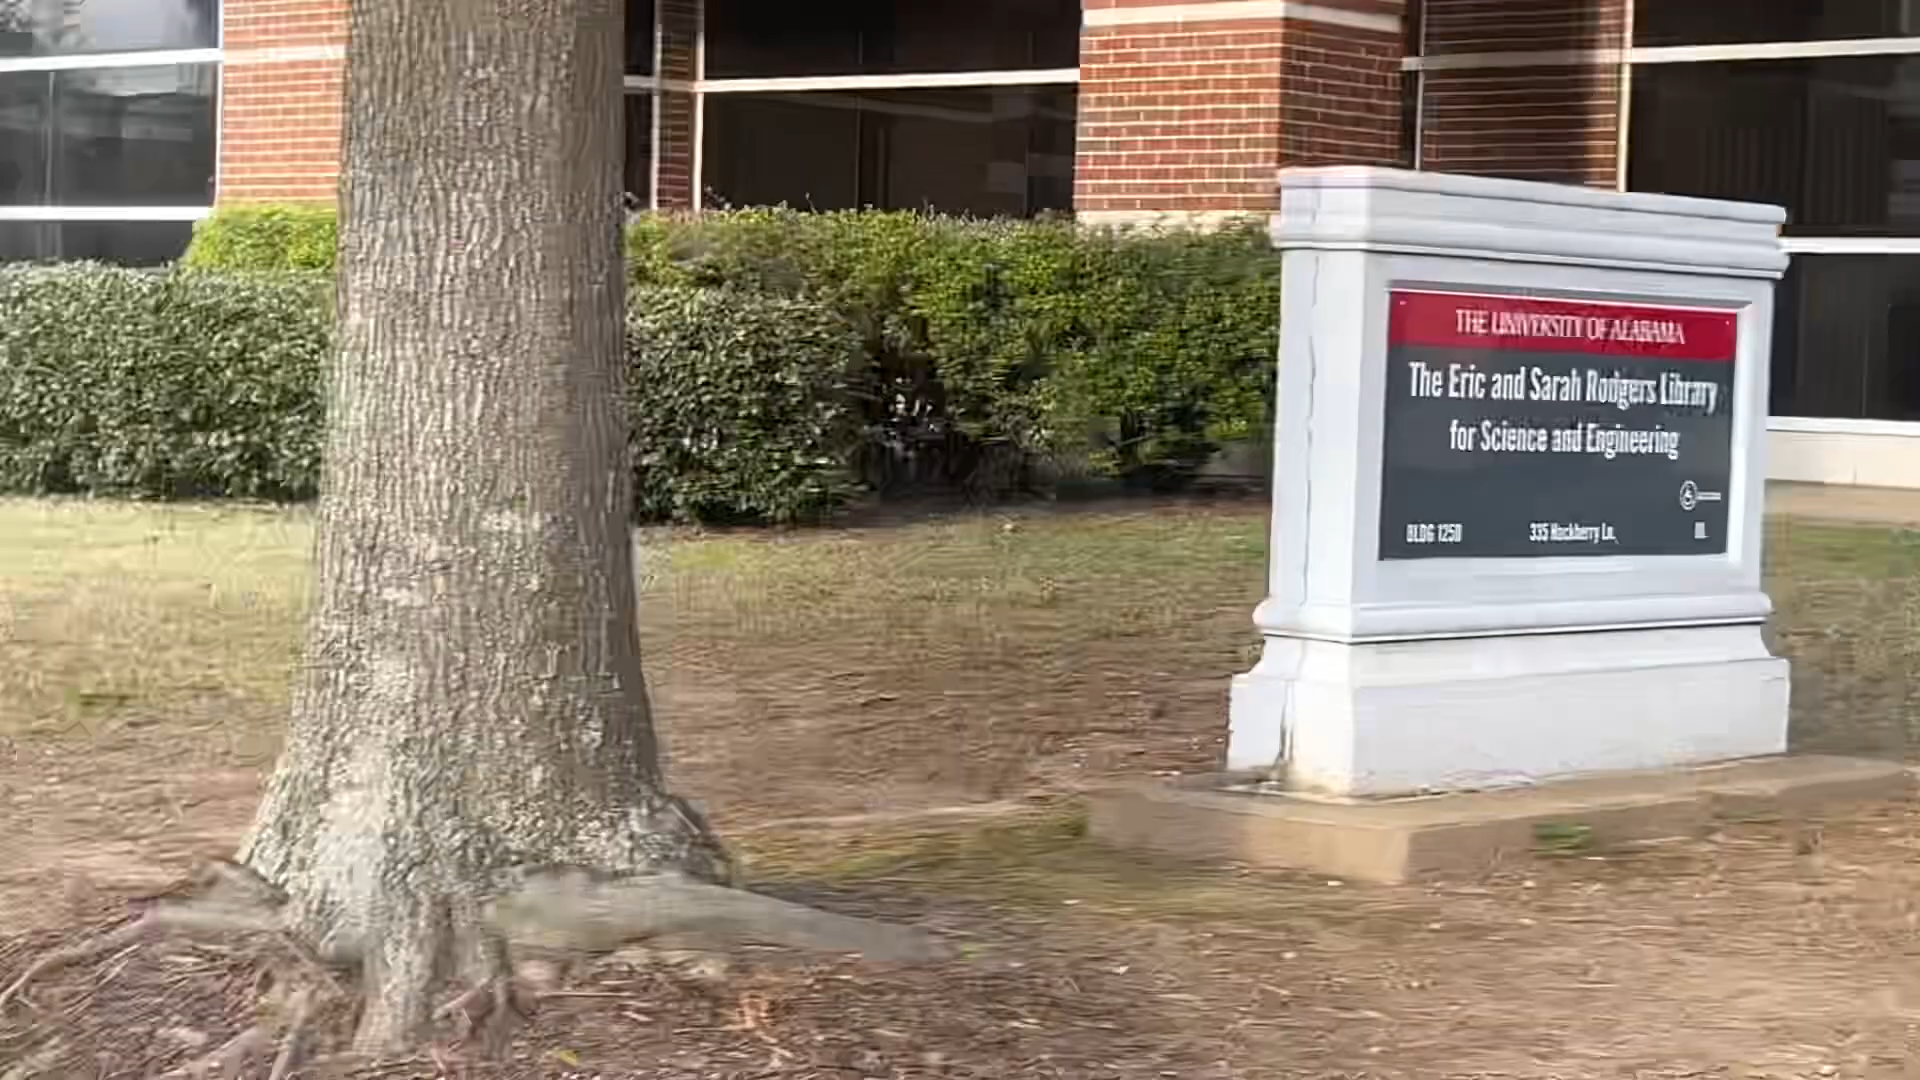 THE UNIVERSITY OF ALABAMA
The Eric and Sarah Rodgers Library
for Science and Engineering
BLDG 1250 335 Hackberry Ln.